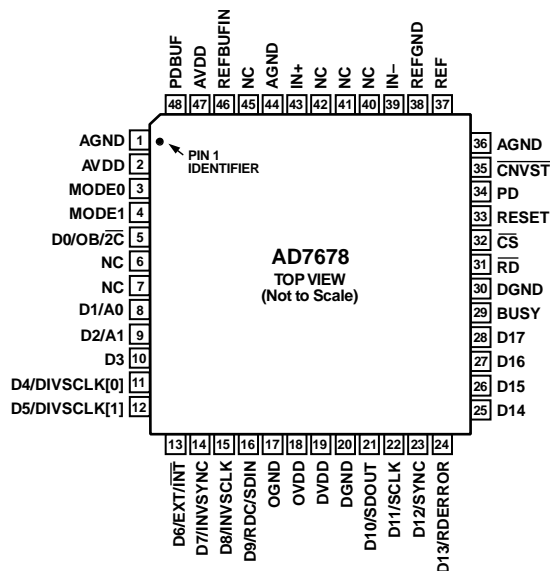 PDBUF
AVDD
REFBUFIN
NC
AGND
IN+
NC
NC
NC
IN–
REFGND
REF
48 47 46 45 44 43 42 41 40 39 38 37
AGND 1
AVDD 2
MODE0 3
MODE1 4
D0/OB/2C 5
NC 6
NC 7
D1/A0 8
D2/A1 9
D3 10
D4/DIVSCLK[0] 11
D5/DIVSCLK[1] 12
PIN 1
IDENTIFIER
AD7678
TOP VIEW
(Not to Scale)
36 AGND
35 CNVST
34 PD
33 RESET
32 CS
31 RD
30 DGND
29 BUSY
28 D17
27 D16
26 D15
25 D14
13 14 15 16 17 18 19 20 21 22 23 24
D6/EXT/INT
D7/INVSYNC
D8/INVSCLK
D9/RDC/SDIN
OGND
OVDD
DVDD
DGND
D10/SDOUT
D11/SCLK
D12/SYNC
D13/RDERROR